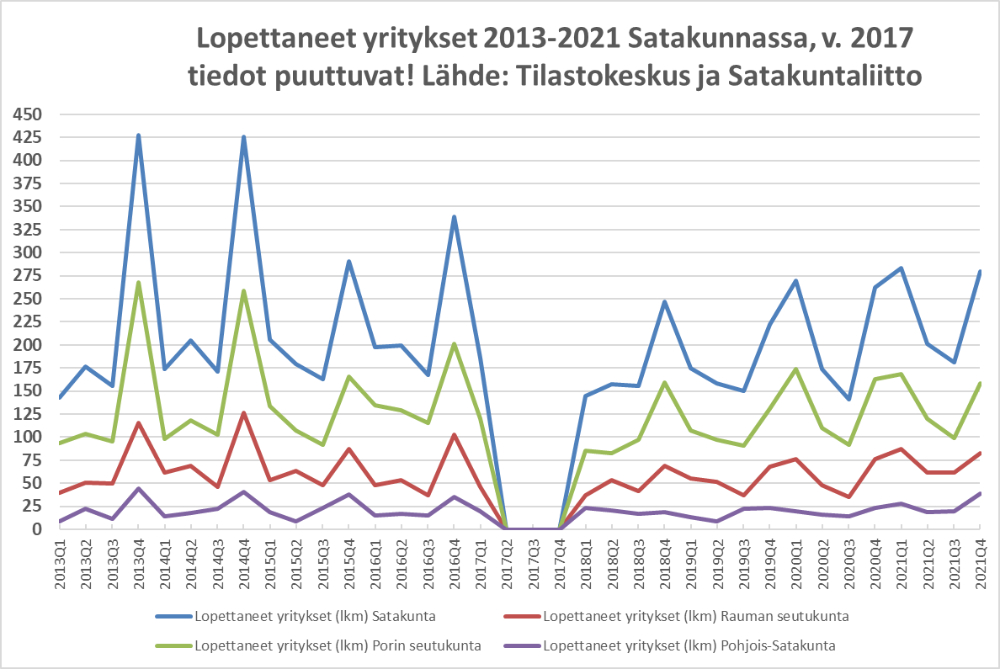 Lopettaneet yritykset 2013-2021 Satakunnassa, v. 2017
tiedot puuttuvat! Lähde: Tilastokeskus ja Satakuntaliitto
450
425
400
375
350
325
300
275
250
225
200
175
150
125
100
75
50
25
0
2013Q1
2013Q2
2013Q3
2013Q4
2014Q1
2014Q2
2014Q3
2014Q4
2015Q1
2015Q2
2015Q3
2015Q4
2016Q1
2016Q2
2016Q3
2016Q4
2017Q1
2017Q2
2017Q3
2017Q4
2018Q1
2018Q2
2018Q3
2018Q4
2019Q1
2019Q2
2019Q3
2019Q4
2020Q1
2020Q2
2020Q3
2020Q4
2021Q1
2021Q2
2021Q3
2021Q4
Lopettaneet yritykset (lkm) Satakunta
Lopettaneet yritykset (lkm) Rauman seutukunta
Lopettaneet yritykset (lkm) Porin seutukunta
Lopettaneet yritykset (lkm) Pohjois-Satakunta